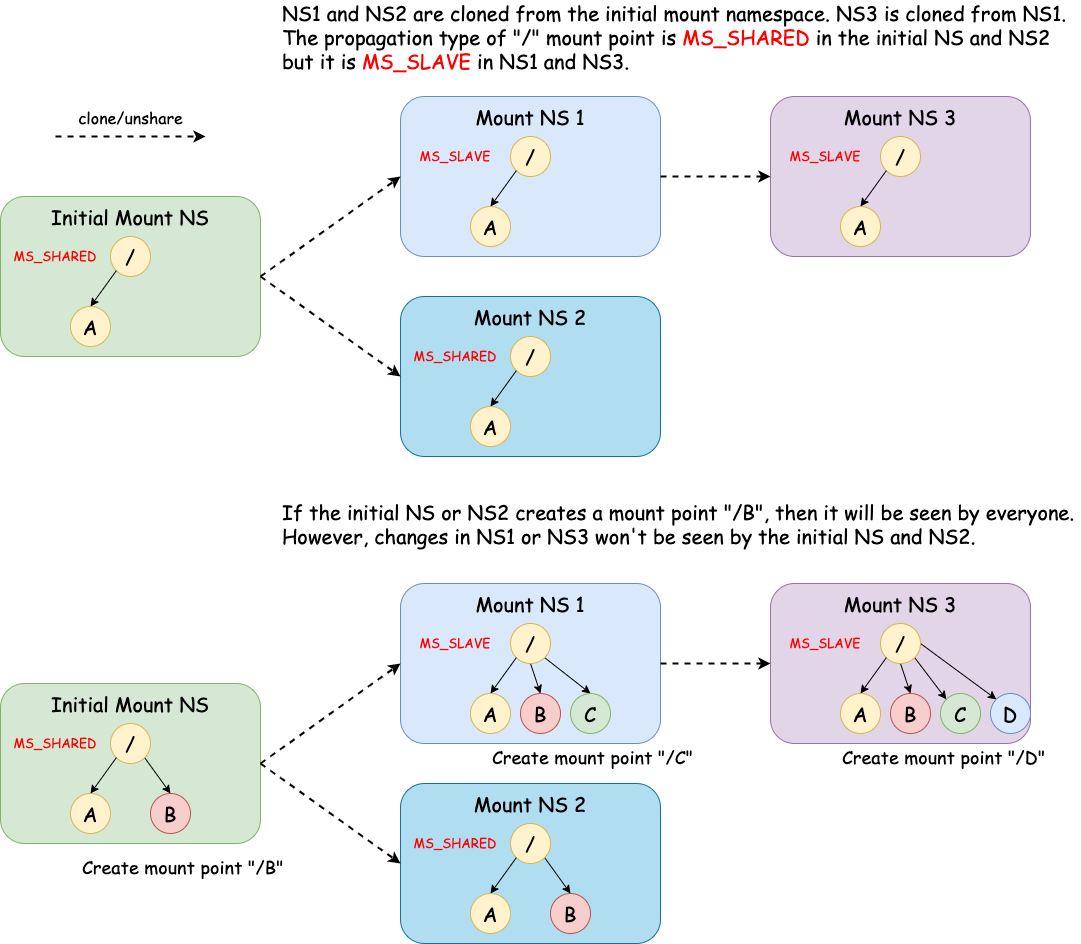 NS1 and NS2 are cloned from the initial mount namespace. NS3 is cloned from NS1.
The propagation type of "/" mount point is MS_SHARED in the initial NS and NS2
but it is MS_SLAVE in NS1 and NS3.
clone/unshare
Initial Mount NS
MS_SHARED
/
A
Mount NS 1
MS_SLAVE
/
A
Mount NS 3
MS_SLAVE
/
A
Mount NS 2
MS_SHARED
/
A
If the initial NS or NS2 creates a mount point "/B", then it will be seen by everyone.
However, changes in NS1 or NS3 won't be seen by the initial NS and NS2.
Initial Mount NS
MS_SHARED
/
A B
Create mount point "/B"
Mount NS 1
MS_SLAVE
/
A B C
Create mount point "/C"
Mount NS 3
MS_SLAVE
/
A B C D
Create mount point "/D"
Mount NS 2
MS_SHARED
/
A B